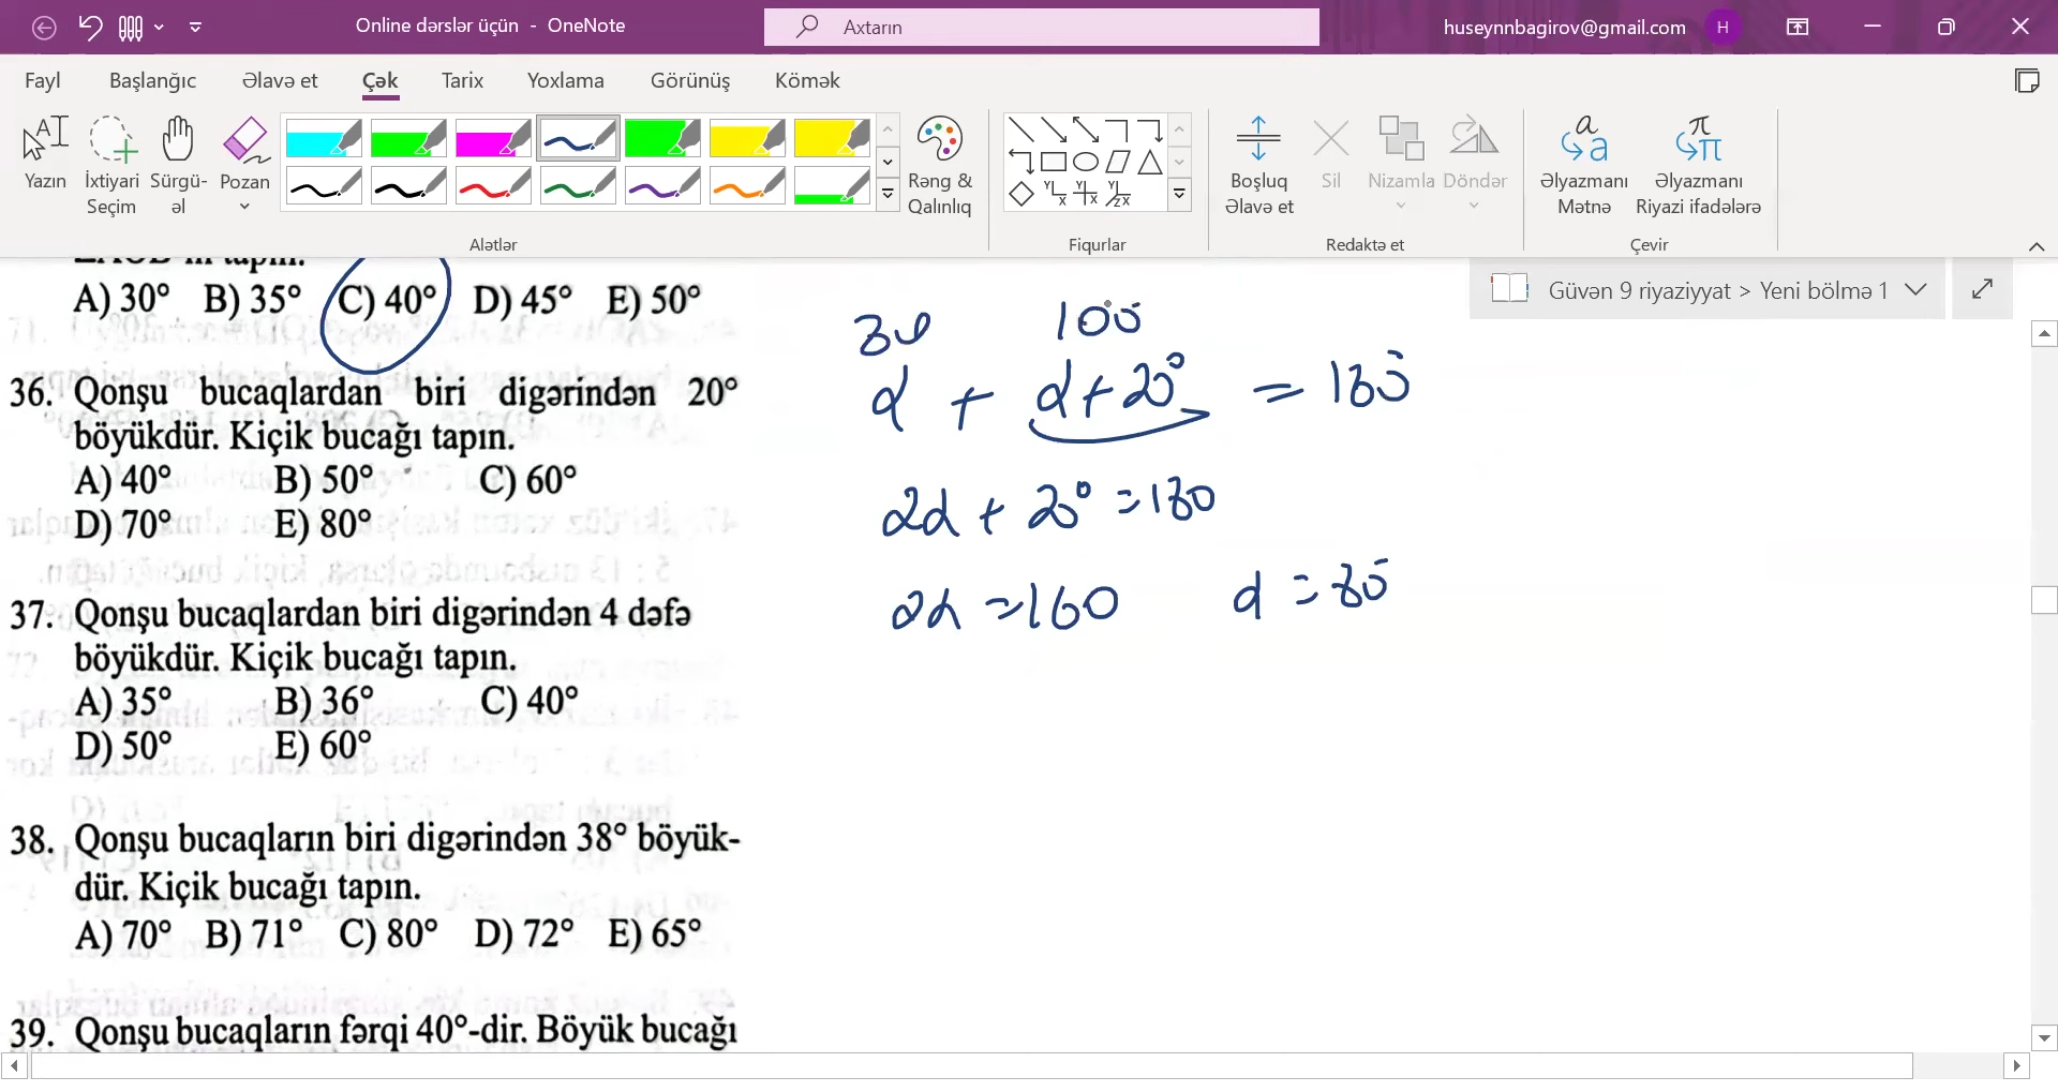 Online dərslər üçün - OneNote
Axtarın
huseynnbagirov@gmail.com H
Fayl Başlanğıc Əlavə et Çək Tarix Yoxlama Görünüş Kömək
Yazın
İxtiyari Seçim
Sürgü-əl
Pozan
Rəng & Qalınlıq
Boşluq Əlavə et
Sil
Nizamla
Döndər
Əlyazmanı Mətnə
Əlyazmanı Riyazi ifadələrə
Alətlər Fiqurlar Redaktə et Çevir
Güvən 9 riyaziyyat > Yeni bölmə 1
A) 30° B) 35° C) 40° D) 45° E) 50°
36. Qonşu bucaqlardan biri digərindən 20°
böyükdür. Kiçik bucağı tapın.
A) 40° B) 50° C) 60°
D) 70° E) 80°
37. Qonşu bucaqlardan biri digərindən 4 dəfə
böyükdür. Kiçik bucağı tapın.
A) 35° B) 36° C) 40°
D) 50° E) 60°
38. Qonşu bucaqların biri digərindən 38° böyük-
dür. Kiçik bucağı tapın.
A) 70° B) 71° C) 80° D) 72° E) 65°
39. Qonşu bucaqların fərqi 40°-dir. Böyük bucağı
80 100°
α + α+20° = 180°
2α + 20° = 180
2α = 160 α = 80°